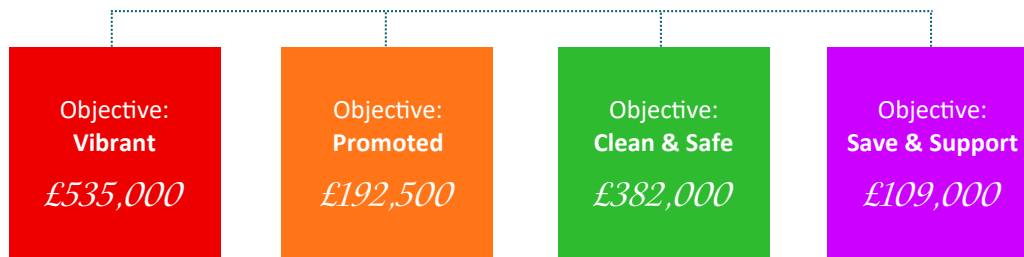 Objective:
Vibrant
£535,000
Objective:
Promoted
£192,500
Objective:
Clean & Safe
£382,000
Objective:
Save & Support
£109,000